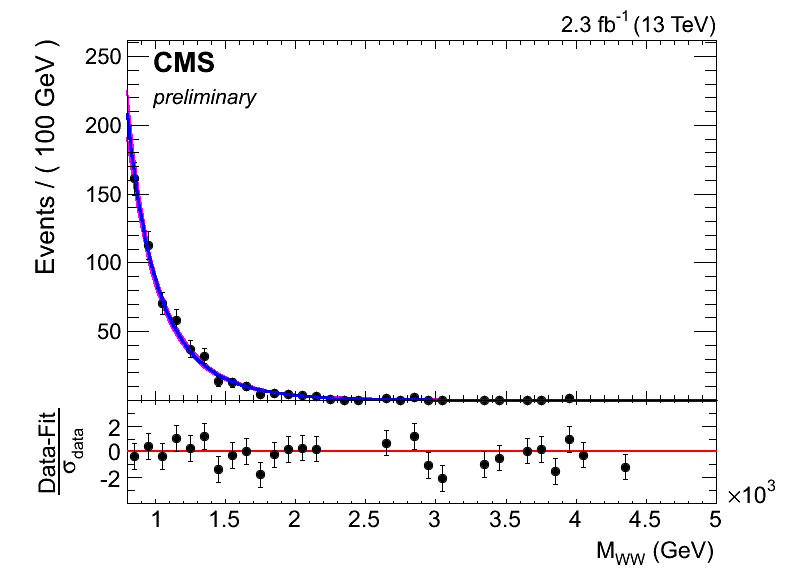 2.3 fb⁻¹ (13 TeV)
CMS
preliminary
Events / ( 100 GeV )
250
200
150
100
50
Data-Fit
σdata
2
0
-2
1
1.5
2
2.5
3
3.5
4
4.5
5
×10³
M_WW (GeV)